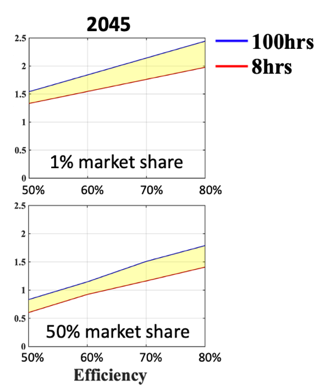 2045
100hrs
8hrs
2.5
2
1.5
1
0.5
0
1% market share
50% 60% 70% 80%
2.5
2
1.5
1
0.5
0
50% market share
50% 60% 70% 80%
Efficiency